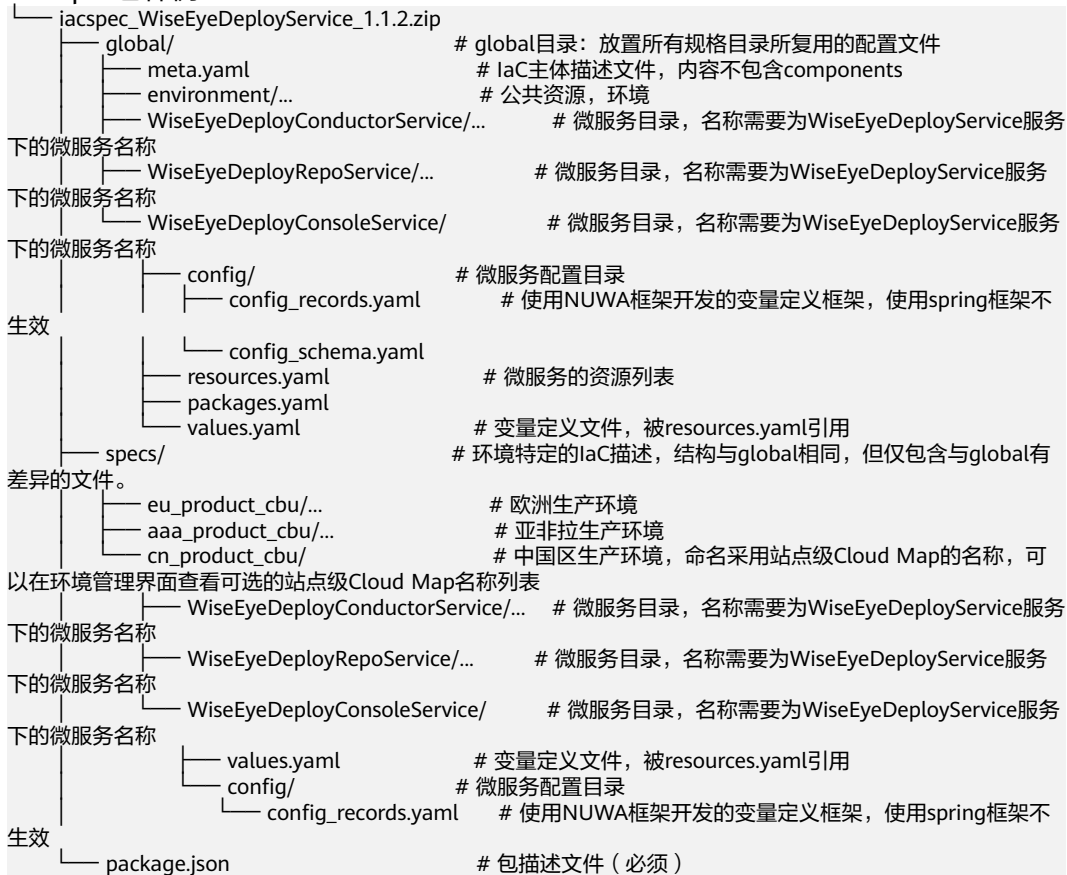 └── iacspec_WiseEyeDeployService_1.1.2.zip
├── global/ # global目录：放置所有规格目录所复用的配置文件
│ ├── meta.yaml # IaC主体描述文件，内容不包含components
│ ├── environment/... # 公共资源，环境
│ ├── WiseEyeDeployConductorService/... # 微服务目录，名称需要为WiseEyeDeployService服务
下的微服务名称
│ ├── WiseEyeDeployRepoService/... # 微服务目录，名称需要为WiseEyeDeployService服务
下的微服务名称
│ └── WiseEyeDeployConsoleService/ # 微服务目录，名称需要为WiseEyeDeployService服务
下的微服务名称
│ ├── config/ # 微服务配置目录
│ │ ├── config_records.yaml # 使用NUWA框架开发的变量定义框架，使用spring框架不
生效
│ │ └── config_schema.yaml
│ ├── resources.yaml # 微服务的资源列表
│ ├── packages.yaml
│ └── values.yaml # 变量定义文件，被resources.yaml引用
├── specs/ # 环境特定的IaC描述，结构与global相同，但仅包含与global有
差异的文件。
│ ├── eu_product_cbu/... # 欧洲生产环境
│ ├── aaa_product_cbu/... # 亚非拉生产环境
│ └── cn_product_cbu/ # 中国区生产环境，命名采用站点级Cloud Map的名称，可
以在环境管理界面查看可选的站点级Cloud Map名称列表
│ ├── WiseEyeDeployConductorService/... # 微服务目录，名称需要为WiseEyeDeployService服务
下的微服务名称
│ ├── WiseEyeDeployRepoService/... # 微服务目录，名称需要为WiseEyeDeployService服务
下的微服务名称
│ └── WiseEyeDeployConsoleService/ # 微服务目录，名称需要为WiseEyeDeployService服务
下的微服务名称
│ ├── values.yaml # 变量定义文件，被resources.yaml引用
│ └── config/ # 微服务配置目录
│ └── config_records.yaml # 使用NUWA框架开发的变量定义框架，使用spring框架不
生效
└── package.json # 包描述文件（必须）